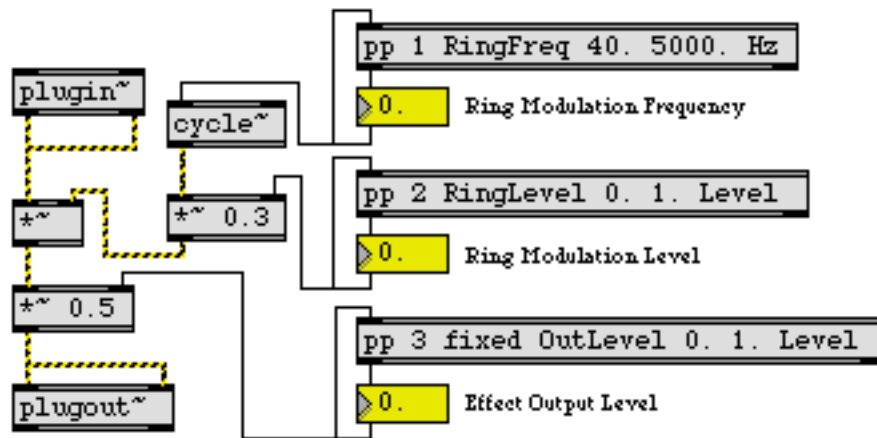 pp 1 RingFreq 40. 5000. Hz
plugin~
0.
Ring Modulation Frequency
cycle~
pp 2 RingLevel 0. 1. Level
*~
*~ 0.3
0.
Ring Modulation Level
*~ 0.5
pp 3 fixed OutLevel 0. 1. Level
plugout~
0.
Effect Output Level